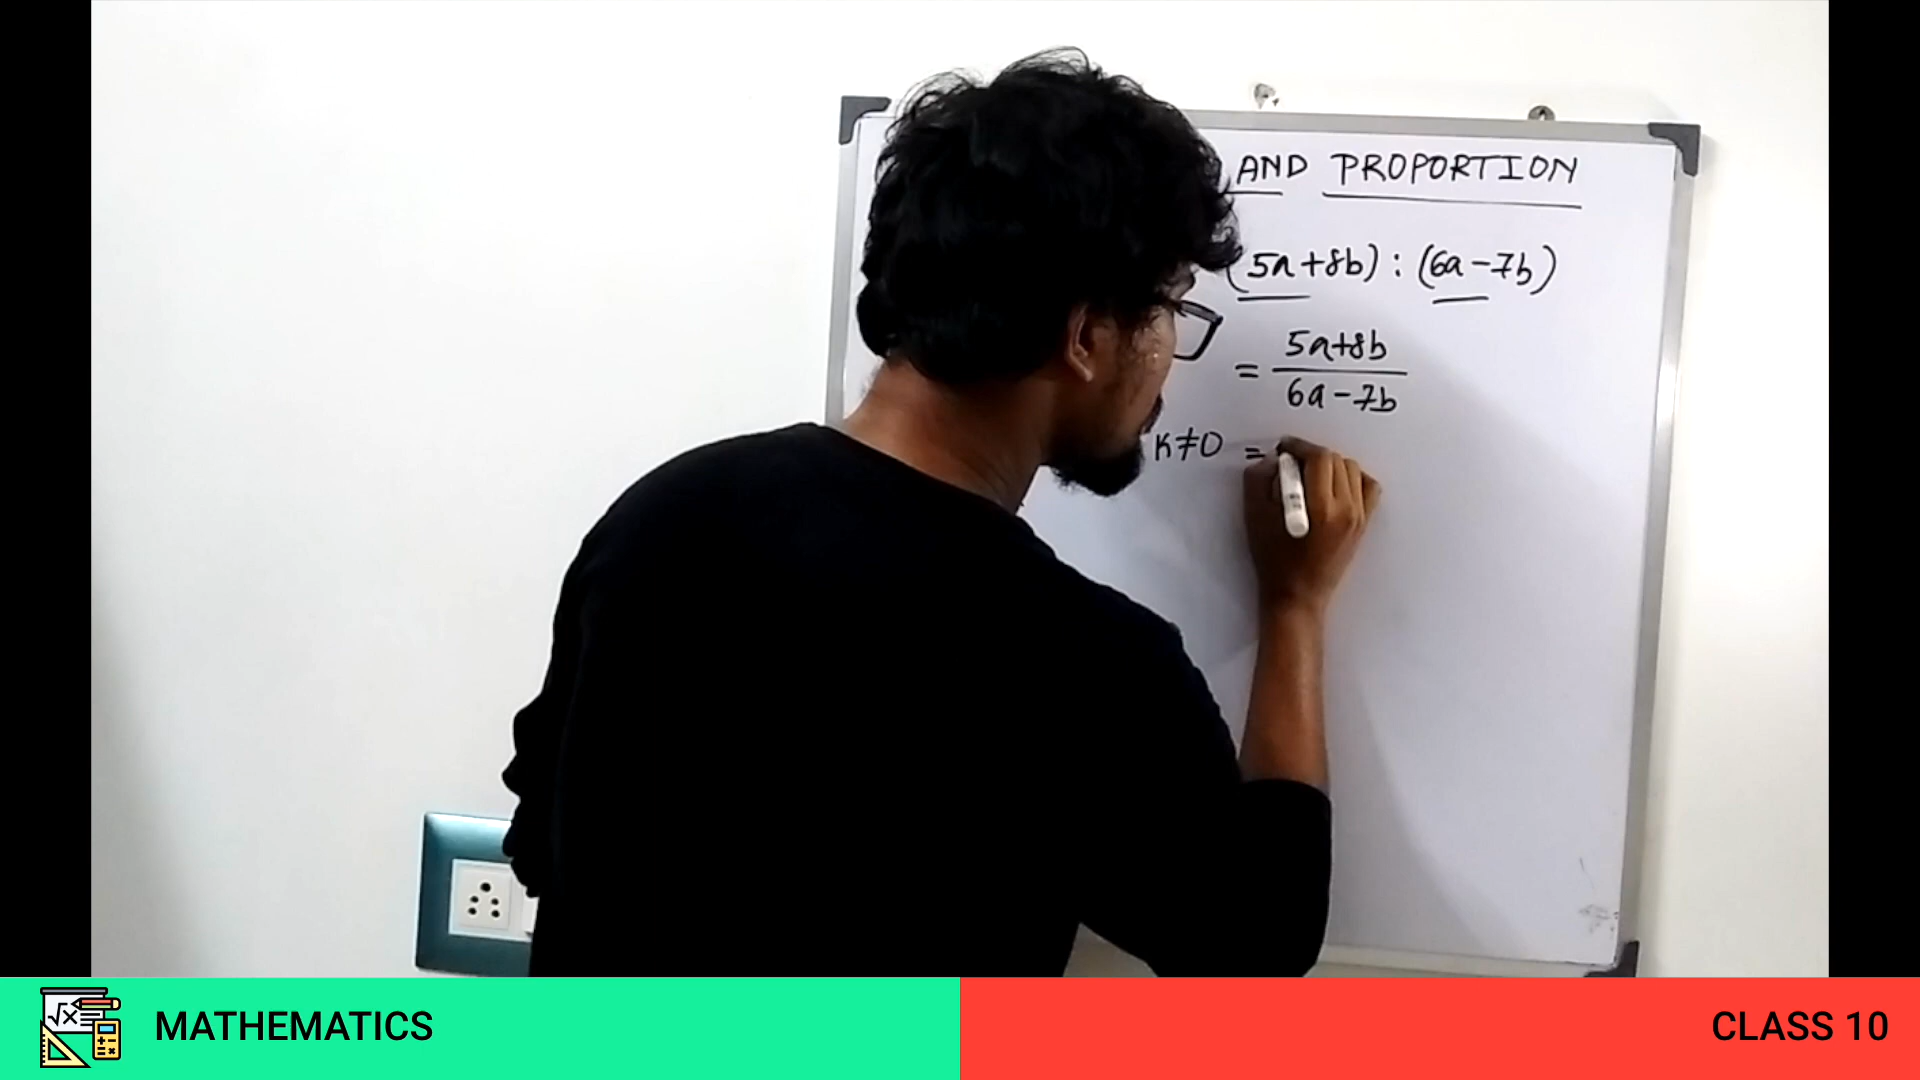 AND PROPORTION
(5a+8b) : (6a-7b)
= 5a+8b
6a-7b
K≠0 =
MATHEMATICS
CLASS 10